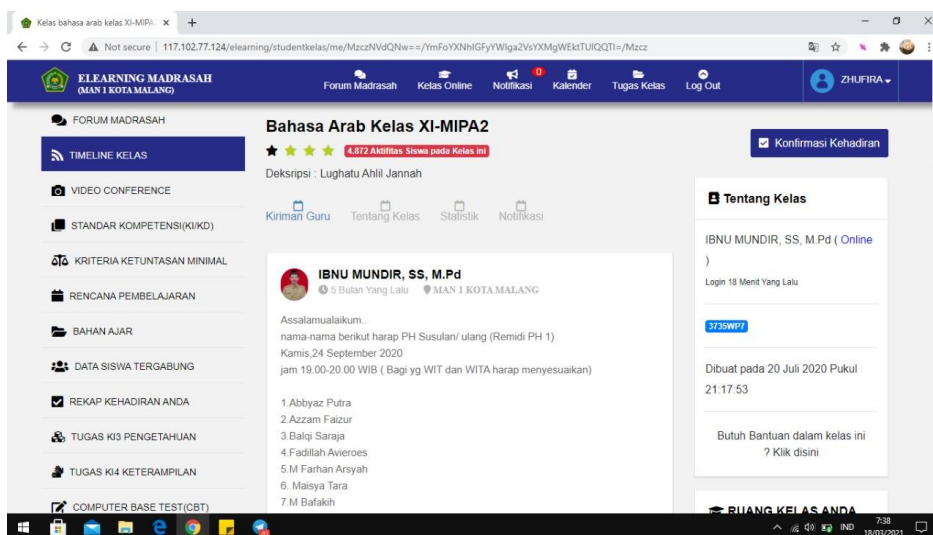 Kelas bahasa arab kelas XI-MIPA
Not secure | 117.102.77.124/elearning/studentkelas/me/MzczNVdQNw==/YmFoYXNhIGFyYWIga2VsYXMgWEktTUlQQTI=/Mzcz
ELEARNING MADRASAH
(MAN 1 KOTA MALANG)
Forum Madrasah
Kelas Online
0
Notifikasi
Kalender
Tugas Kelas
Log Out
ZHUFIRA
FORUM MADRASAH
TIMELINE KELAS
VIDEO CONFERENCE
STANDAR KOMPETENSI(KI/KD)
KRITERIA KETUNTASAN MINIMAL
RENCANA PEMBELAJARAN
BAHAN AJAR
DATA SISWA TERGABUNG
REKAP KEHADIRAN ANDA
TUGAS KI3 PENGETAHUAN
TUGAS KI4 KETERAMPILAN
COMPUTER BASE TEST(CBT)
Bahasa Arab Kelas XI-MIPA2
4.872 Aktifitas Siswa pada Kelas ini
Deksripsi : Lughatu Ahlil Jannah
Kiriman Guru
Tentang Kelas
Statistik
Notifikasi
IBNU MUNDIR, SS, M.Pd
5 Bulan Yang Lalu MAN 1 KOTA MALANG
Assalamualaikum..
nama-nama berikut harap PH Susulan/ ulang (Remidi PH 1)
Kamis,24 September 2020
jam 19.00-20.00 WIB ( Bagi yg WIT dan WITA harap menyesuaikan)
1.Abbyaz Putra
2.Azzam Faizur
3.Balqi Saraja
4.Fadillah Avieroes
5.M Farhan Arsyah
6. Maisya Tara
7.M Bafakih
Konfirmasi Kehadiran
Tentang Kelas
IBNU MUNDIR, SS, M.Pd ( Online
)
Login 18 Menit Yang Lalu
3735WP7
Dibuat pada 20 Juli 2020 Pukul
21:17:53
Butuh Bantuan dalam kelas ini
? Klik disini
RUANG KELAS ANDA
IND
7:38
18/03/2021